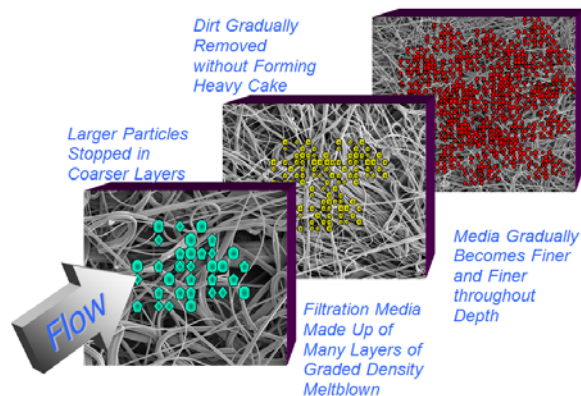 Dirt Gradually
Removed
without Forming
Heavy Cake
Larger Particles
Stopped in
Coarser Layers
Flow
Filtration Media
Made Up of
Many Layers of
Graded Density
Meltblown
Media Gradually
Becomes Finer
and Finer
throughout
Depth